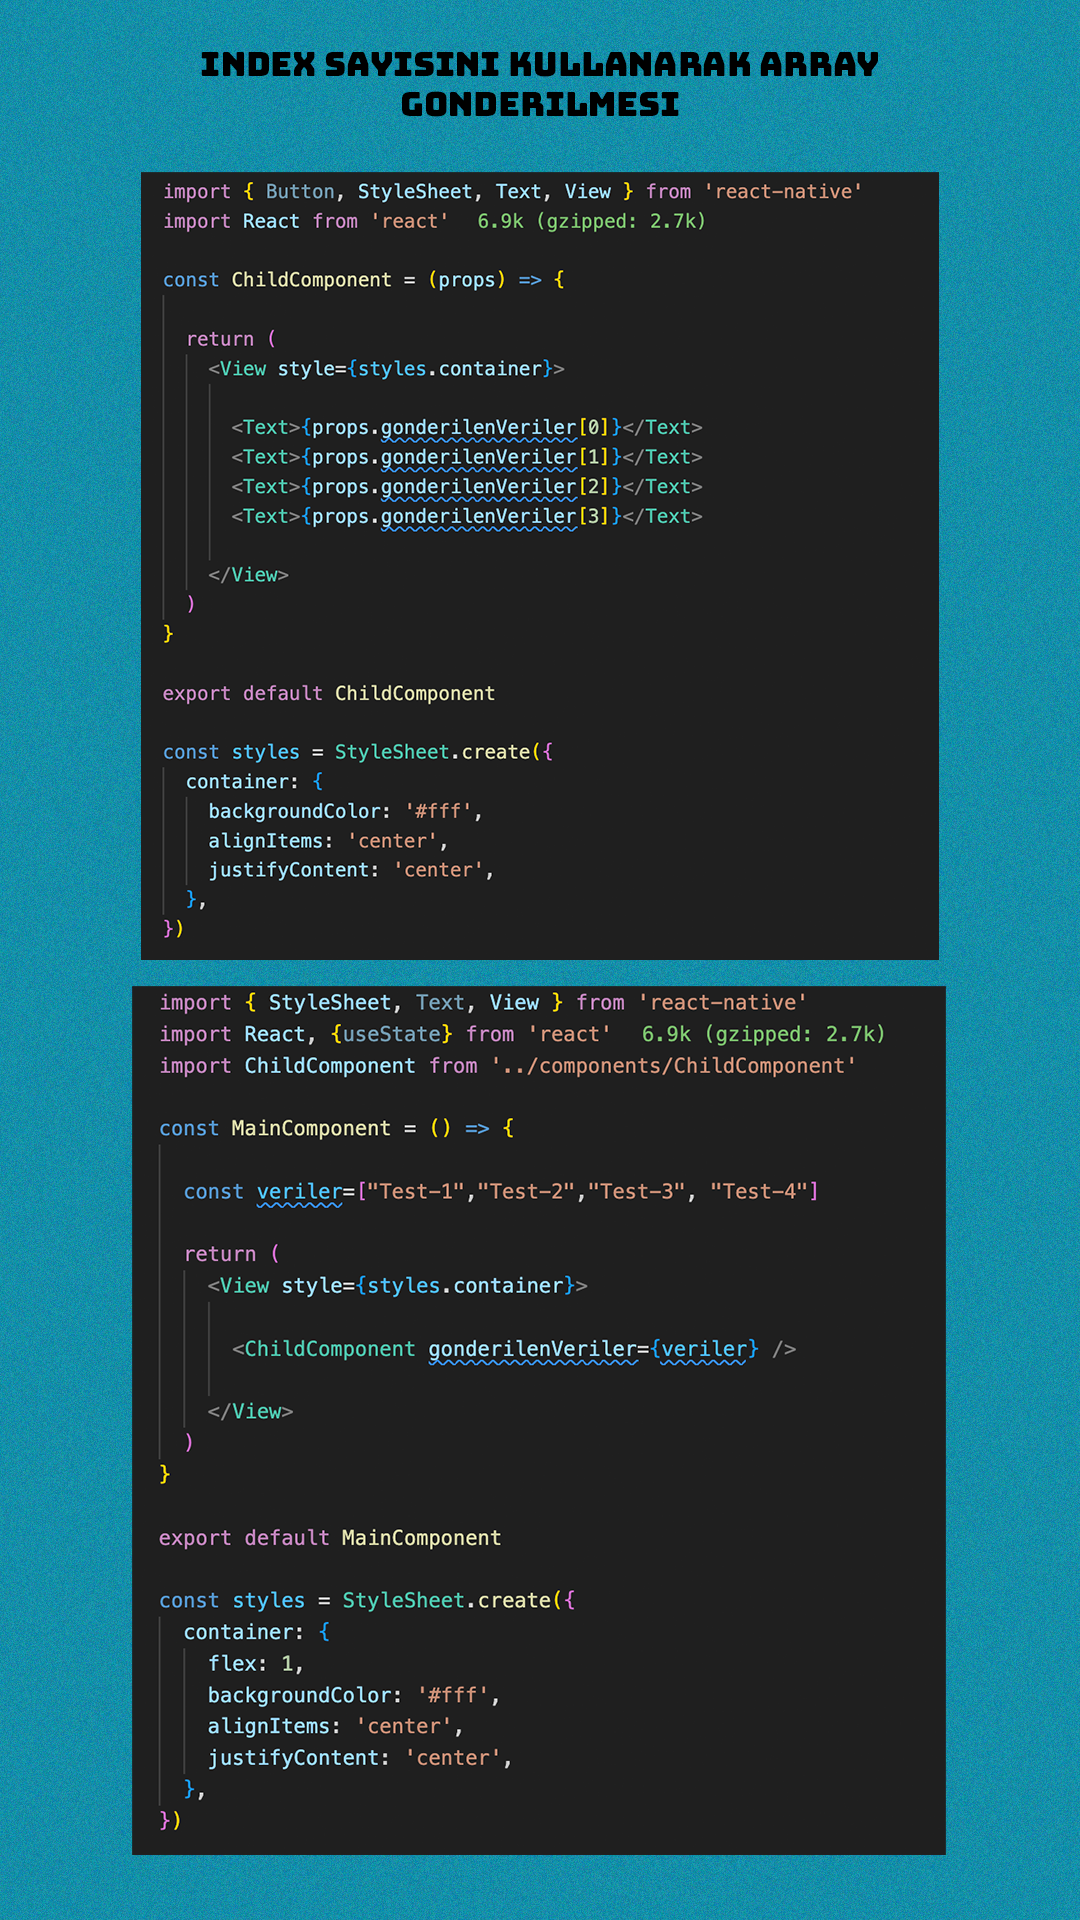 INDEX SAYISINI KULLANARAK ARRAY
GONDERILMESI
import { Button, StyleSheet, Text, View } from 'react-native'
import React from 'react'  6.9k (gzipped: 2.7k)
const ChildComponent = (props) => {
return (
<View style={styles.container}>
<Text>{props.gonderilenVeriler[0]}</Text>
<Text>{props.gonderilenVeriler[1]}</Text>
<Text>{props.gonderilenVeriler[2]}</Text>
<Text>{props.gonderilenVeriler[3]}</Text>
</View>
)
}
export default ChildComponent
const styles = StyleSheet.create({
container: {
backgroundColor: '#fff',
alignItems: 'center',
justifyContent: 'center',
},
})
import { StyleSheet, Text, View } from 'react-native'
import React, {useState} from 'react'  6.9k (gzipped: 2.7k)
import ChildComponent from '../components/ChildComponent'
const MainComponent = () => {
const veriler=["Test-1","Test-2","Test-3", "Test-4"]
return (
<View style={styles.container}>
<ChildComponent gonderilenVeriler={veriler} />
</View>
)
}
export default MainComponent
const styles = StyleSheet.create({
container: {
flex: 1,
backgroundColor: '#fff',
alignItems: 'center',
justifyContent: 'center',
},
})